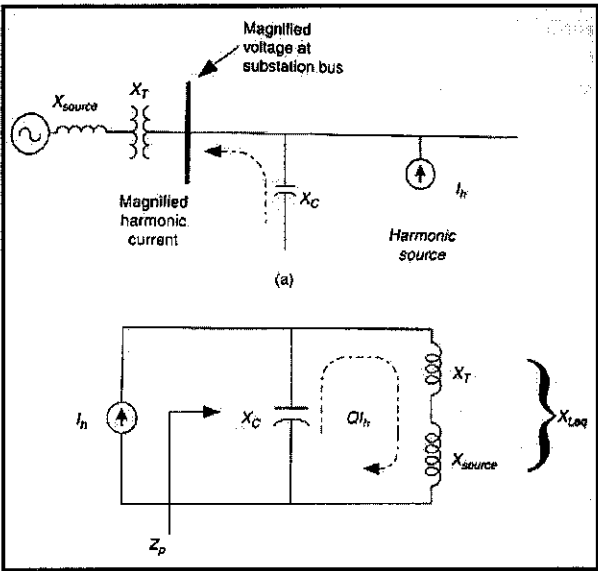 Magnified
voltage at
substation bus
X_T
X_source
X_C
I_h
Magnified
harmonic
current
Harmonic
source
(a)
I_h
X_C
QI_h
X_T
X_source
X_Leq
Z_p